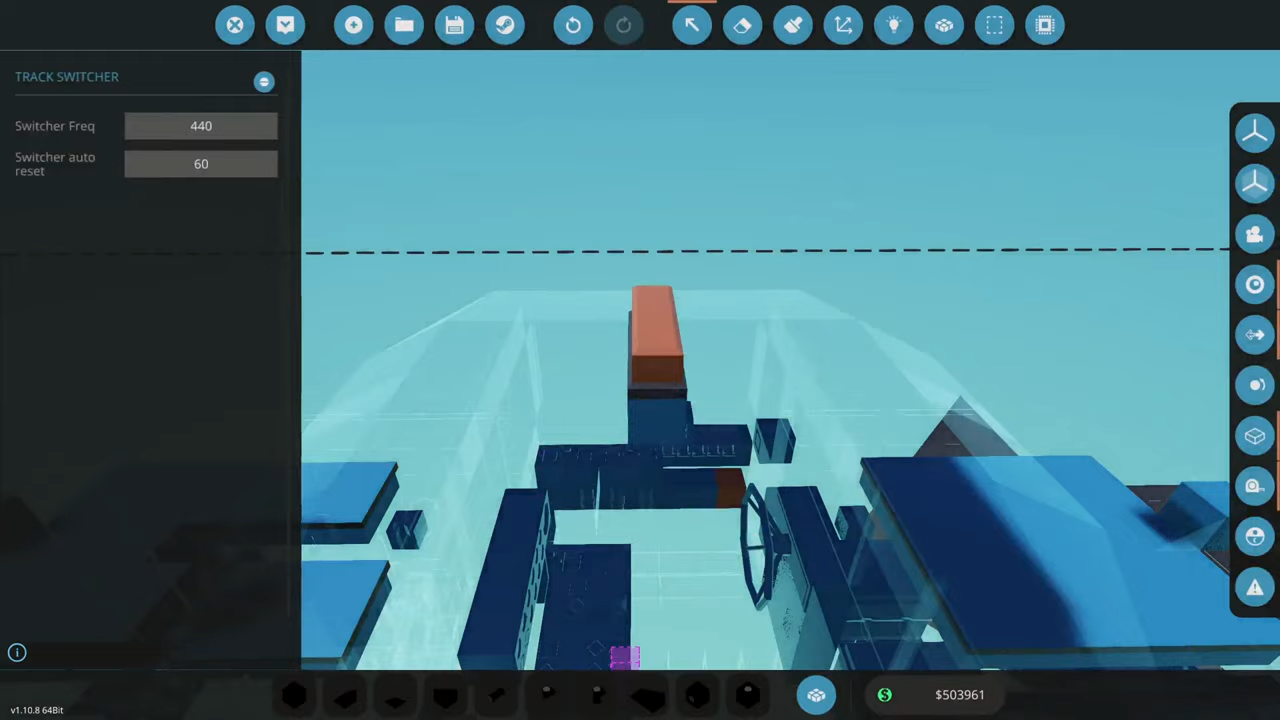 TRACK SWITCHER
Switcher Freq
440
Switcher auto
reset
60
v1.10.8 64Bit
$503961